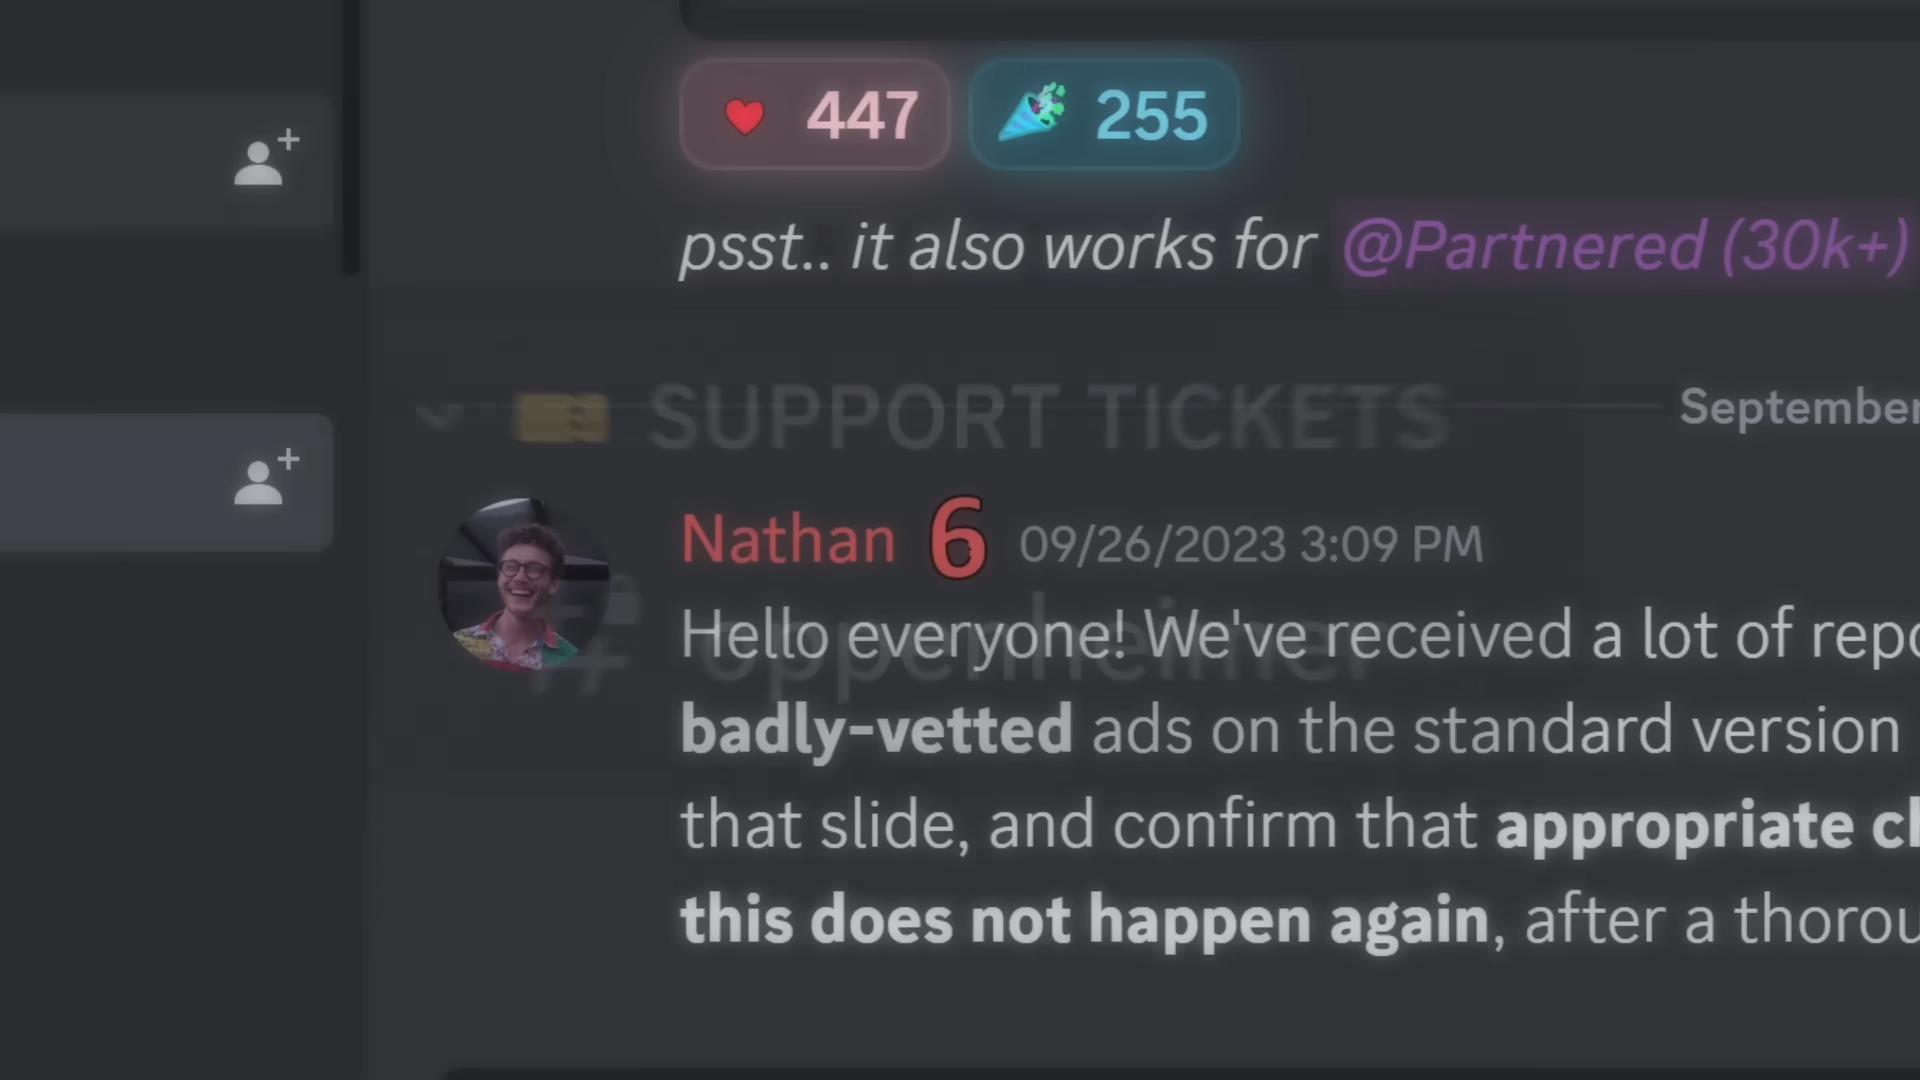 447 255
psst.. it also works for @Partnered (30k+)
SUPPORT TICKETS
September
Nathan 6 09/26/2023 3:09 PM
oppenheimer
Hello everyone! We've received a lot of repo
badly-vetted ads on the standard version
that slide, and confirm that appropriate ch
this does not happen again, after a thorou